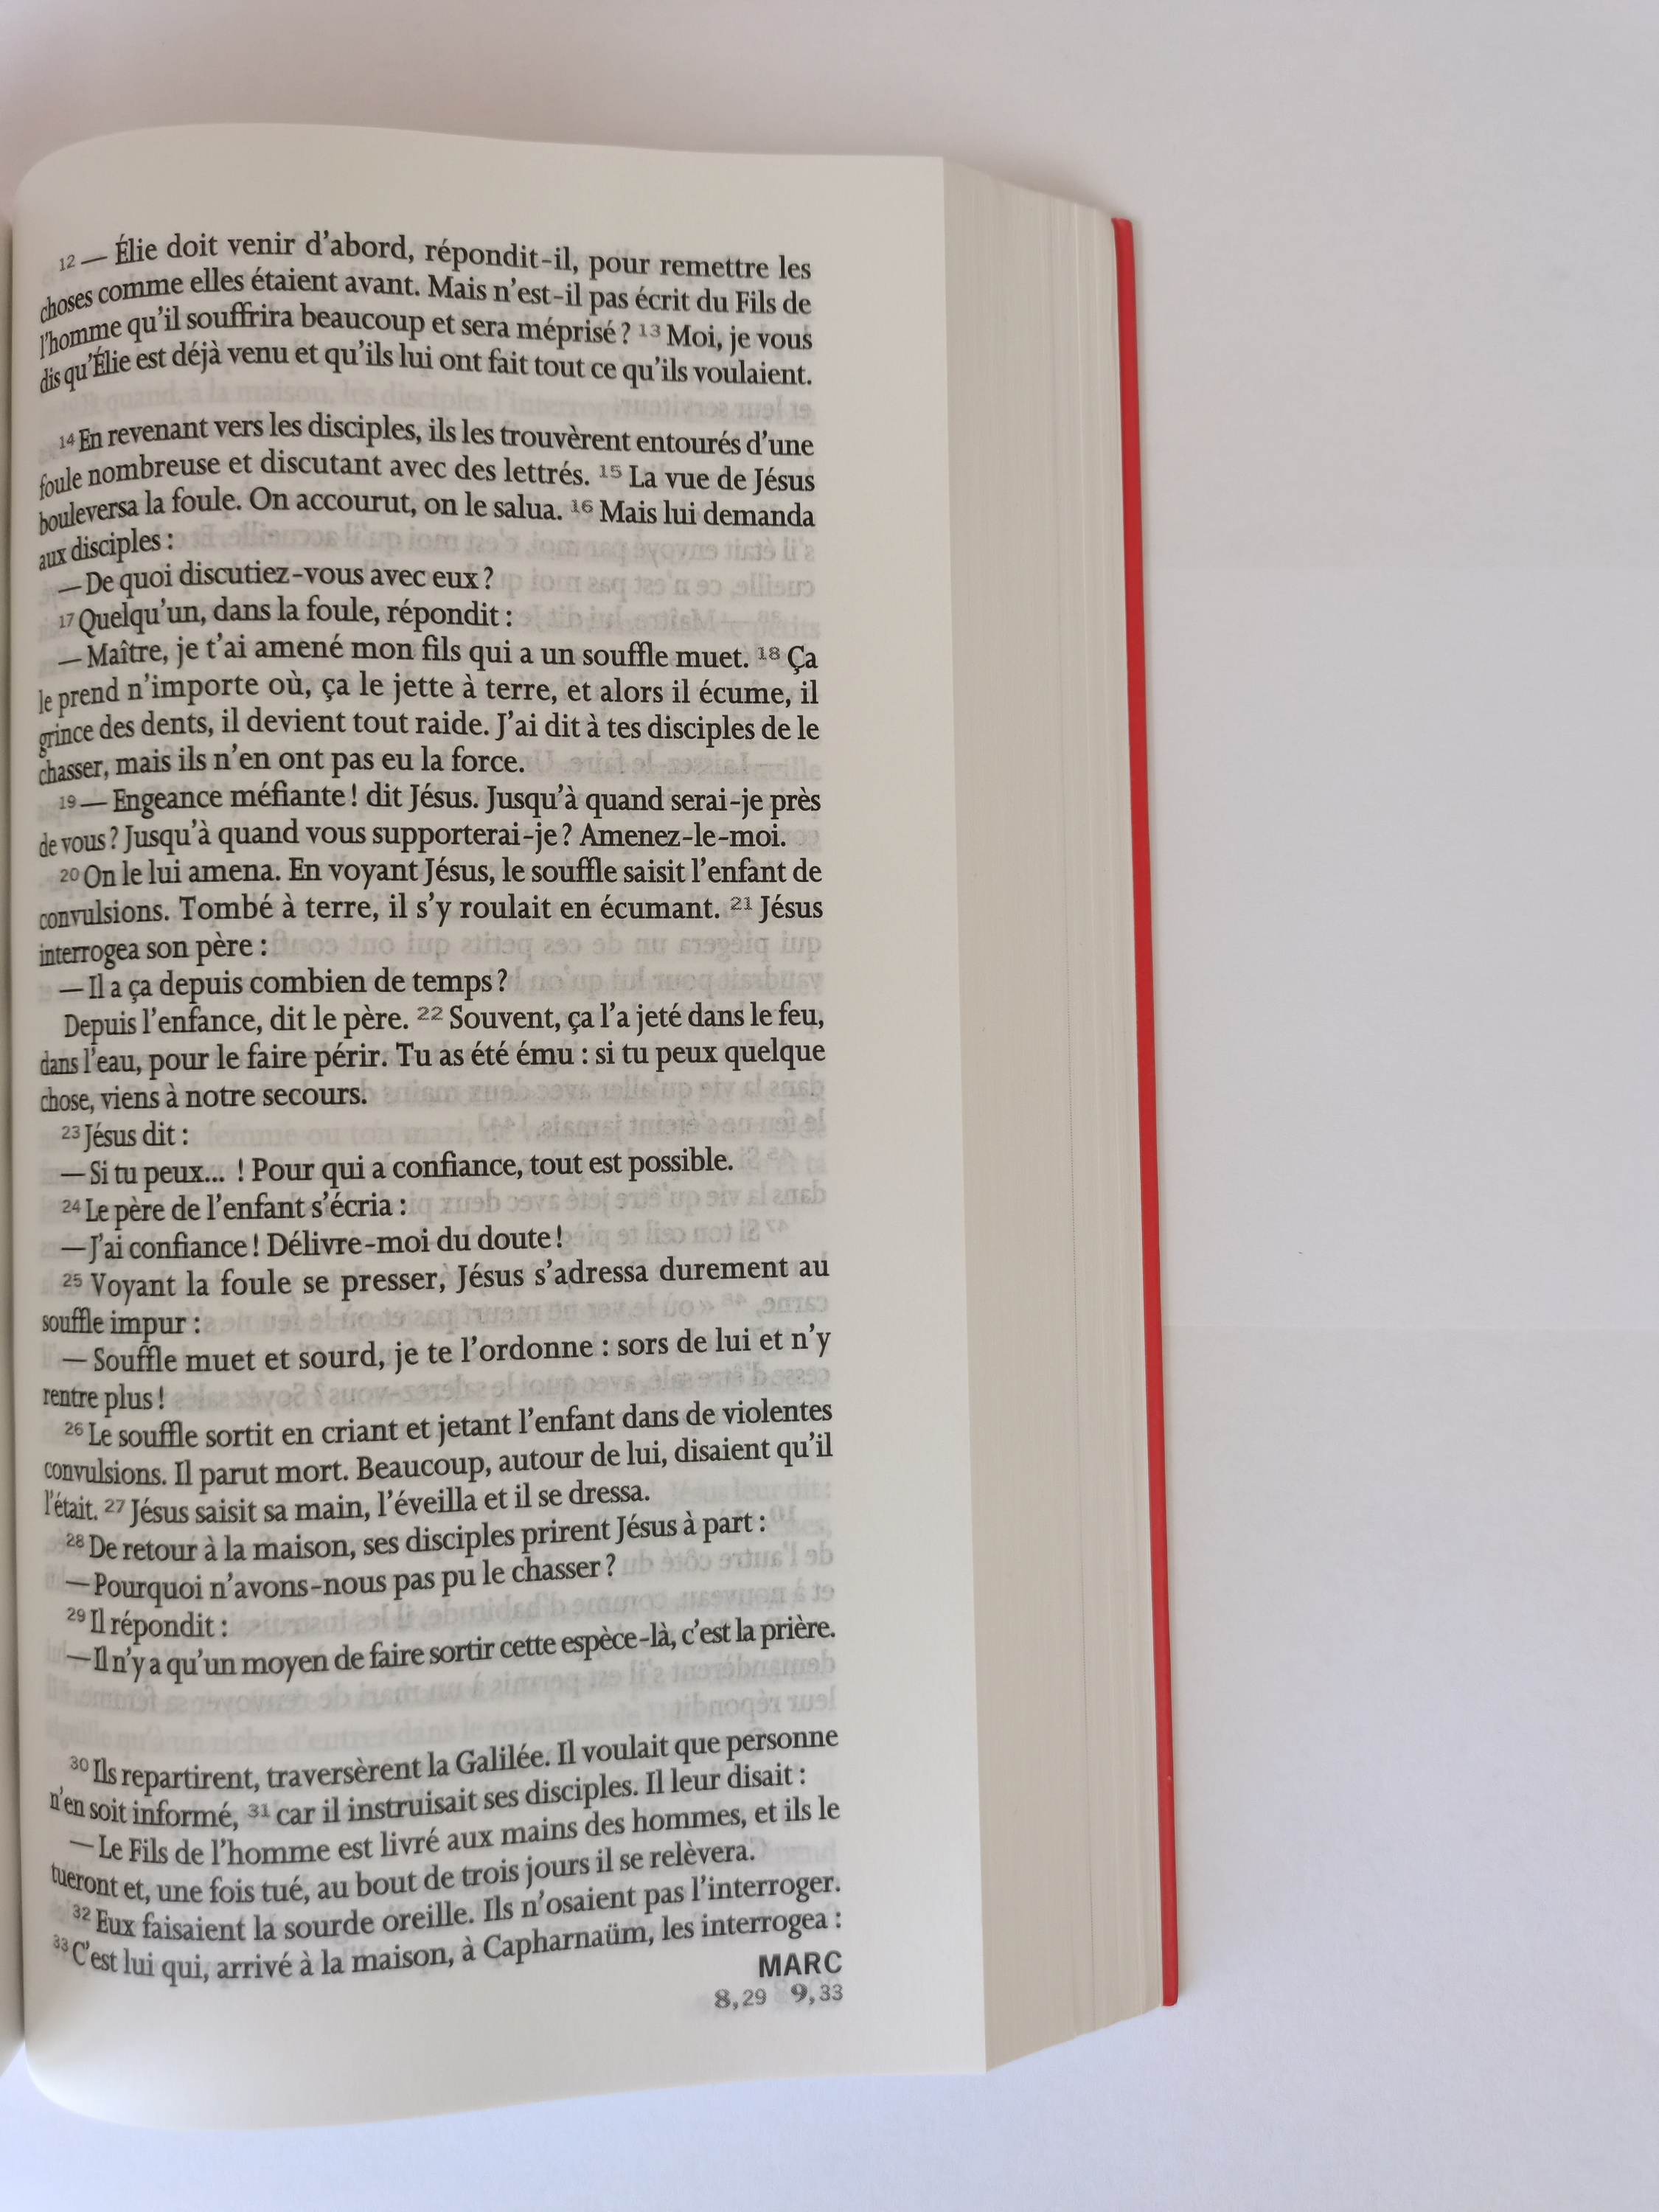 12 — Élie doit venir d'abord, répondit-il, pour remettre les
choses comme elles étaient avant. Mais n'est-il pas écrit du Fils de
l'homme qu'il souffrira beaucoup et sera méprisé ? 13 Moi, je vous
dis qu'Élie est déjà venu et qu'ils lui ont fait tout ce qu'ils voulaient.
14 En revenant vers les disciples, ils les trouvèrent entourés d'une
foule nombreuse et discutant avec des lettrés. 15 La vue de Jésus
bouleversa la foule. On accourut, on le salua. 16 Mais lui demanda
aux disciples :
— De quoi discutiez-vous avec eux ?
17 Quelqu'un, dans la foule, répondit :
— Maître, je t'ai amené mon fils qui a un souffle muet. 18 Ça
le prend n'importe où, ça le jette à terre, et alors il écume, il
grince des dents, il devient tout raide. J'ai dit à tes disciples de le
chasser, mais ils n'en ont pas eu la force.
19 — Engeance méfiante ! dit Jésus. Jusqu'à quand serai-je près
de vous ? Jusqu'à quand vous supporterai-je ? Amenez-le-moi.
20 On le lui amena. En voyant Jésus, le souffle saisit l'enfant de
convulsions. Tombé à terre, il s'y roulait en écumant. 21 Jésus
interrogea son père :
— Il a ça depuis combien de temps ?
Depuis l'enfance, dit le père. 22 Souvent, ça l'a jeté dans le feu,
dans l'eau, pour le faire périr. Tu as été ému : si tu peux quelque
chose, viens à notre secours.
23 Jésus dit :
— Si tu peux... ! Pour qui a confiance, tout est possible.
24 Le père de l'enfant s'écria :
— J'ai confiance ! Délivre-moi du doute !
25 Voyant la foule se presser, Jésus s'adressa durement au
souffle impur :
— Souffle muet et sourd, je te l'ordonne : sors de lui et n'y
rentre plus !
26 Le souffle sortit en criant et jetant l'enfant dans de violentes
convulsions. Il parut mort. Beaucoup, autour de lui, disaient qu'il
l'était. 27 Jésus saisit sa main, l'éveilla et il se dressa.
28 De retour à la maison, ses disciples prirent Jésus à part :
— Pourquoi n'avons-nous pas pu le chasser ?
29 Il répondit :
— Il n'y a qu'un moyen de faire sortir cette espèce-là, c'est la prière.
30 Ils repartirent, traversèrent la Galilée. Il voulait que personne
n'en soit informé, 31 car il instruisait ses disciples. Il leur disait :
— Le Fils de l'homme est livré aux mains des hommes, et ils le
tueront et, une fois tué, au bout de trois jours il se relèvera.
32 Eux faisaient la sourde oreille. Ils n'osaient pas l'interroger.
33 C'est lui qui, arrivé à la maison, à Capharnaüm, les interrogea :
MARC
8,29 9,33